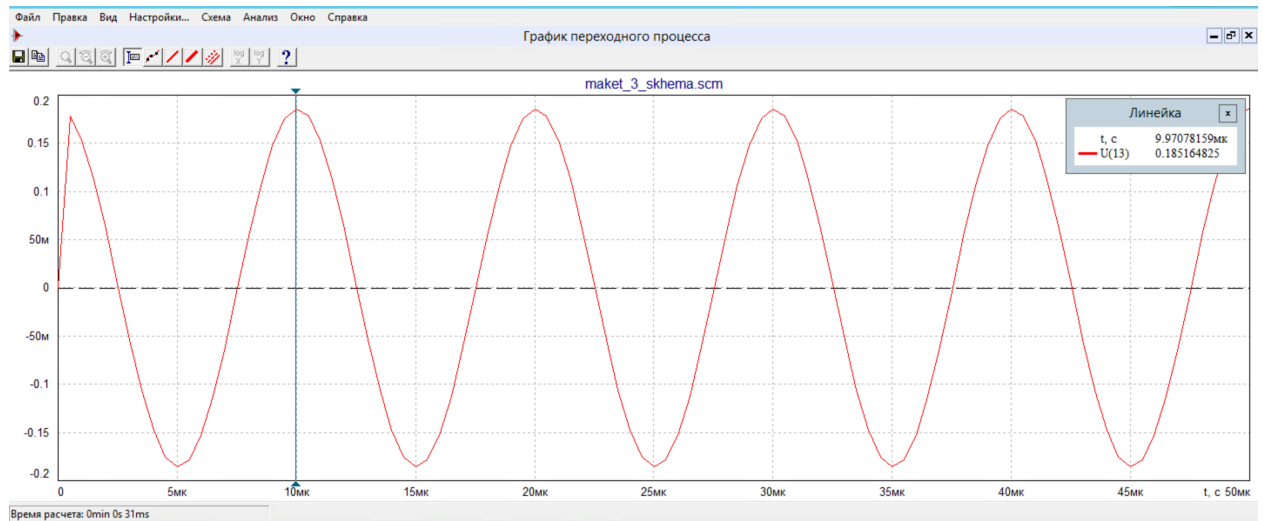 Файл Правка Вид Настройки... Схема Анализ Окно Справка
График переходного процесса
log X log Y ?
maket_3_skhema.scm
Линейка
t, c 9.97078159мк
U(13) 0.185164825
0.2
0.15
0.1
50м
0
-50м
-0.1
-0.15
-0.2
0 5мк 10мк 15мк 20мк 25мк 30мк 35мк 40мк 45мк t, c 50мк
Время расчета: 0min 0s 31ms